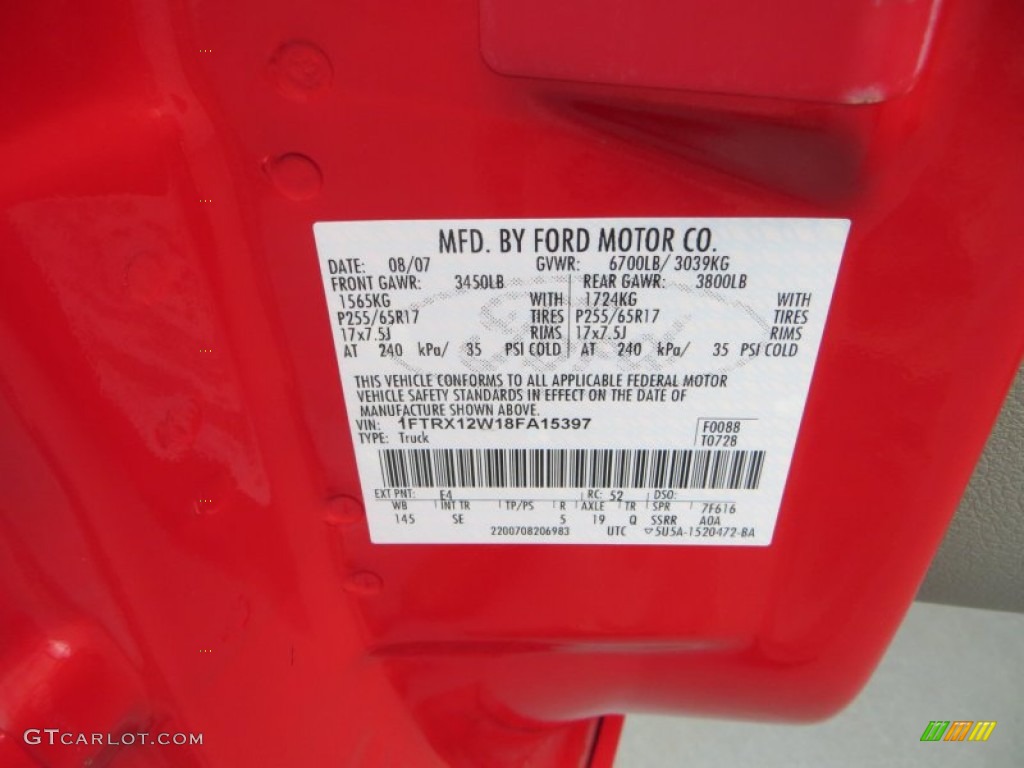 MFD. BY FORD MOTOR CO.
DATE: 08/07 GVWR: 6700LB/ 3039KG
FRONT GAWR: 3450LB REAR GAWR: 3800LB
1565KG WITH 1724KG WITH
P255/65R17 TIRES P255/65R17 TIRES
17x7.5J RIMS 17x7.5J RIMS
AT 240 kPa/ 35 PSI COLD AT 240 kPa/ 35 PSI COLD
THIS VEHICLE CONFORMS TO ALL APPLICABLE FEDERAL MOTOR
VEHICLE SAFETY STANDARDS IN EFFECT ON THE DATE OF
MANUFACTURE SHOWN ABOVE.
VIN: 1FTRX12W18FA15397 F0088
TYPE: Truck T0728
EXT PNT: E4 RC: 52 DSO:
WB INT TR TP/PS R AXLE TR SPR 7F616
145 SE 5 19 Q SSRR A0A
2200708206983 UTC 5U5A-1520472-BA
GTCARLOT.COM